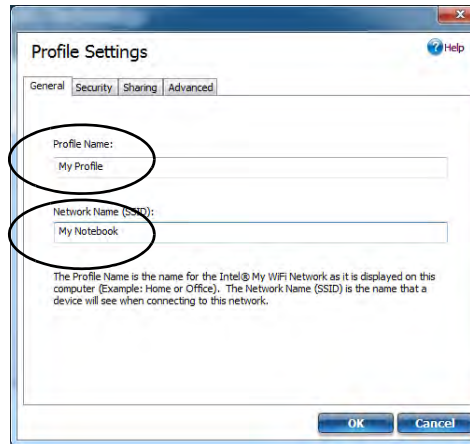 Profile Settings
Help
General Security Sharing Advanced
Profile Name:
My Profile
Network Name (SSID):
My Notebook
The Profile Name is the name for the Intel® My WiFi Network as it is displayed on this
computer (Example: Home or Office). The Network Name (SSID) is the name that a
device will see when connecting to this network.
OK Cancel